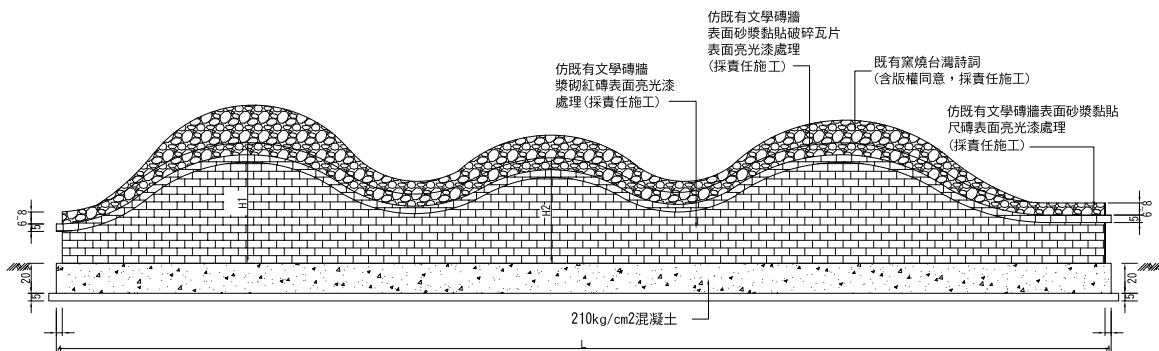 仿既有文學磚牆
表面砂漿黏貼破碎瓦片
表面亮光漆處理
(採責任施工)
既有窯燒台灣詩詞
(含版權同意，採責任施工)
仿既有文學磚牆
漿砌紅磚表面亮光漆
處理(採責任施工)
仿既有文學磚牆表面砂漿黏貼
尺磚表面亮光漆處理
(採責任施工)
H1
H2
6~8
5
20
5
6~8
5
20
5
210kg/cm2混凝土
L